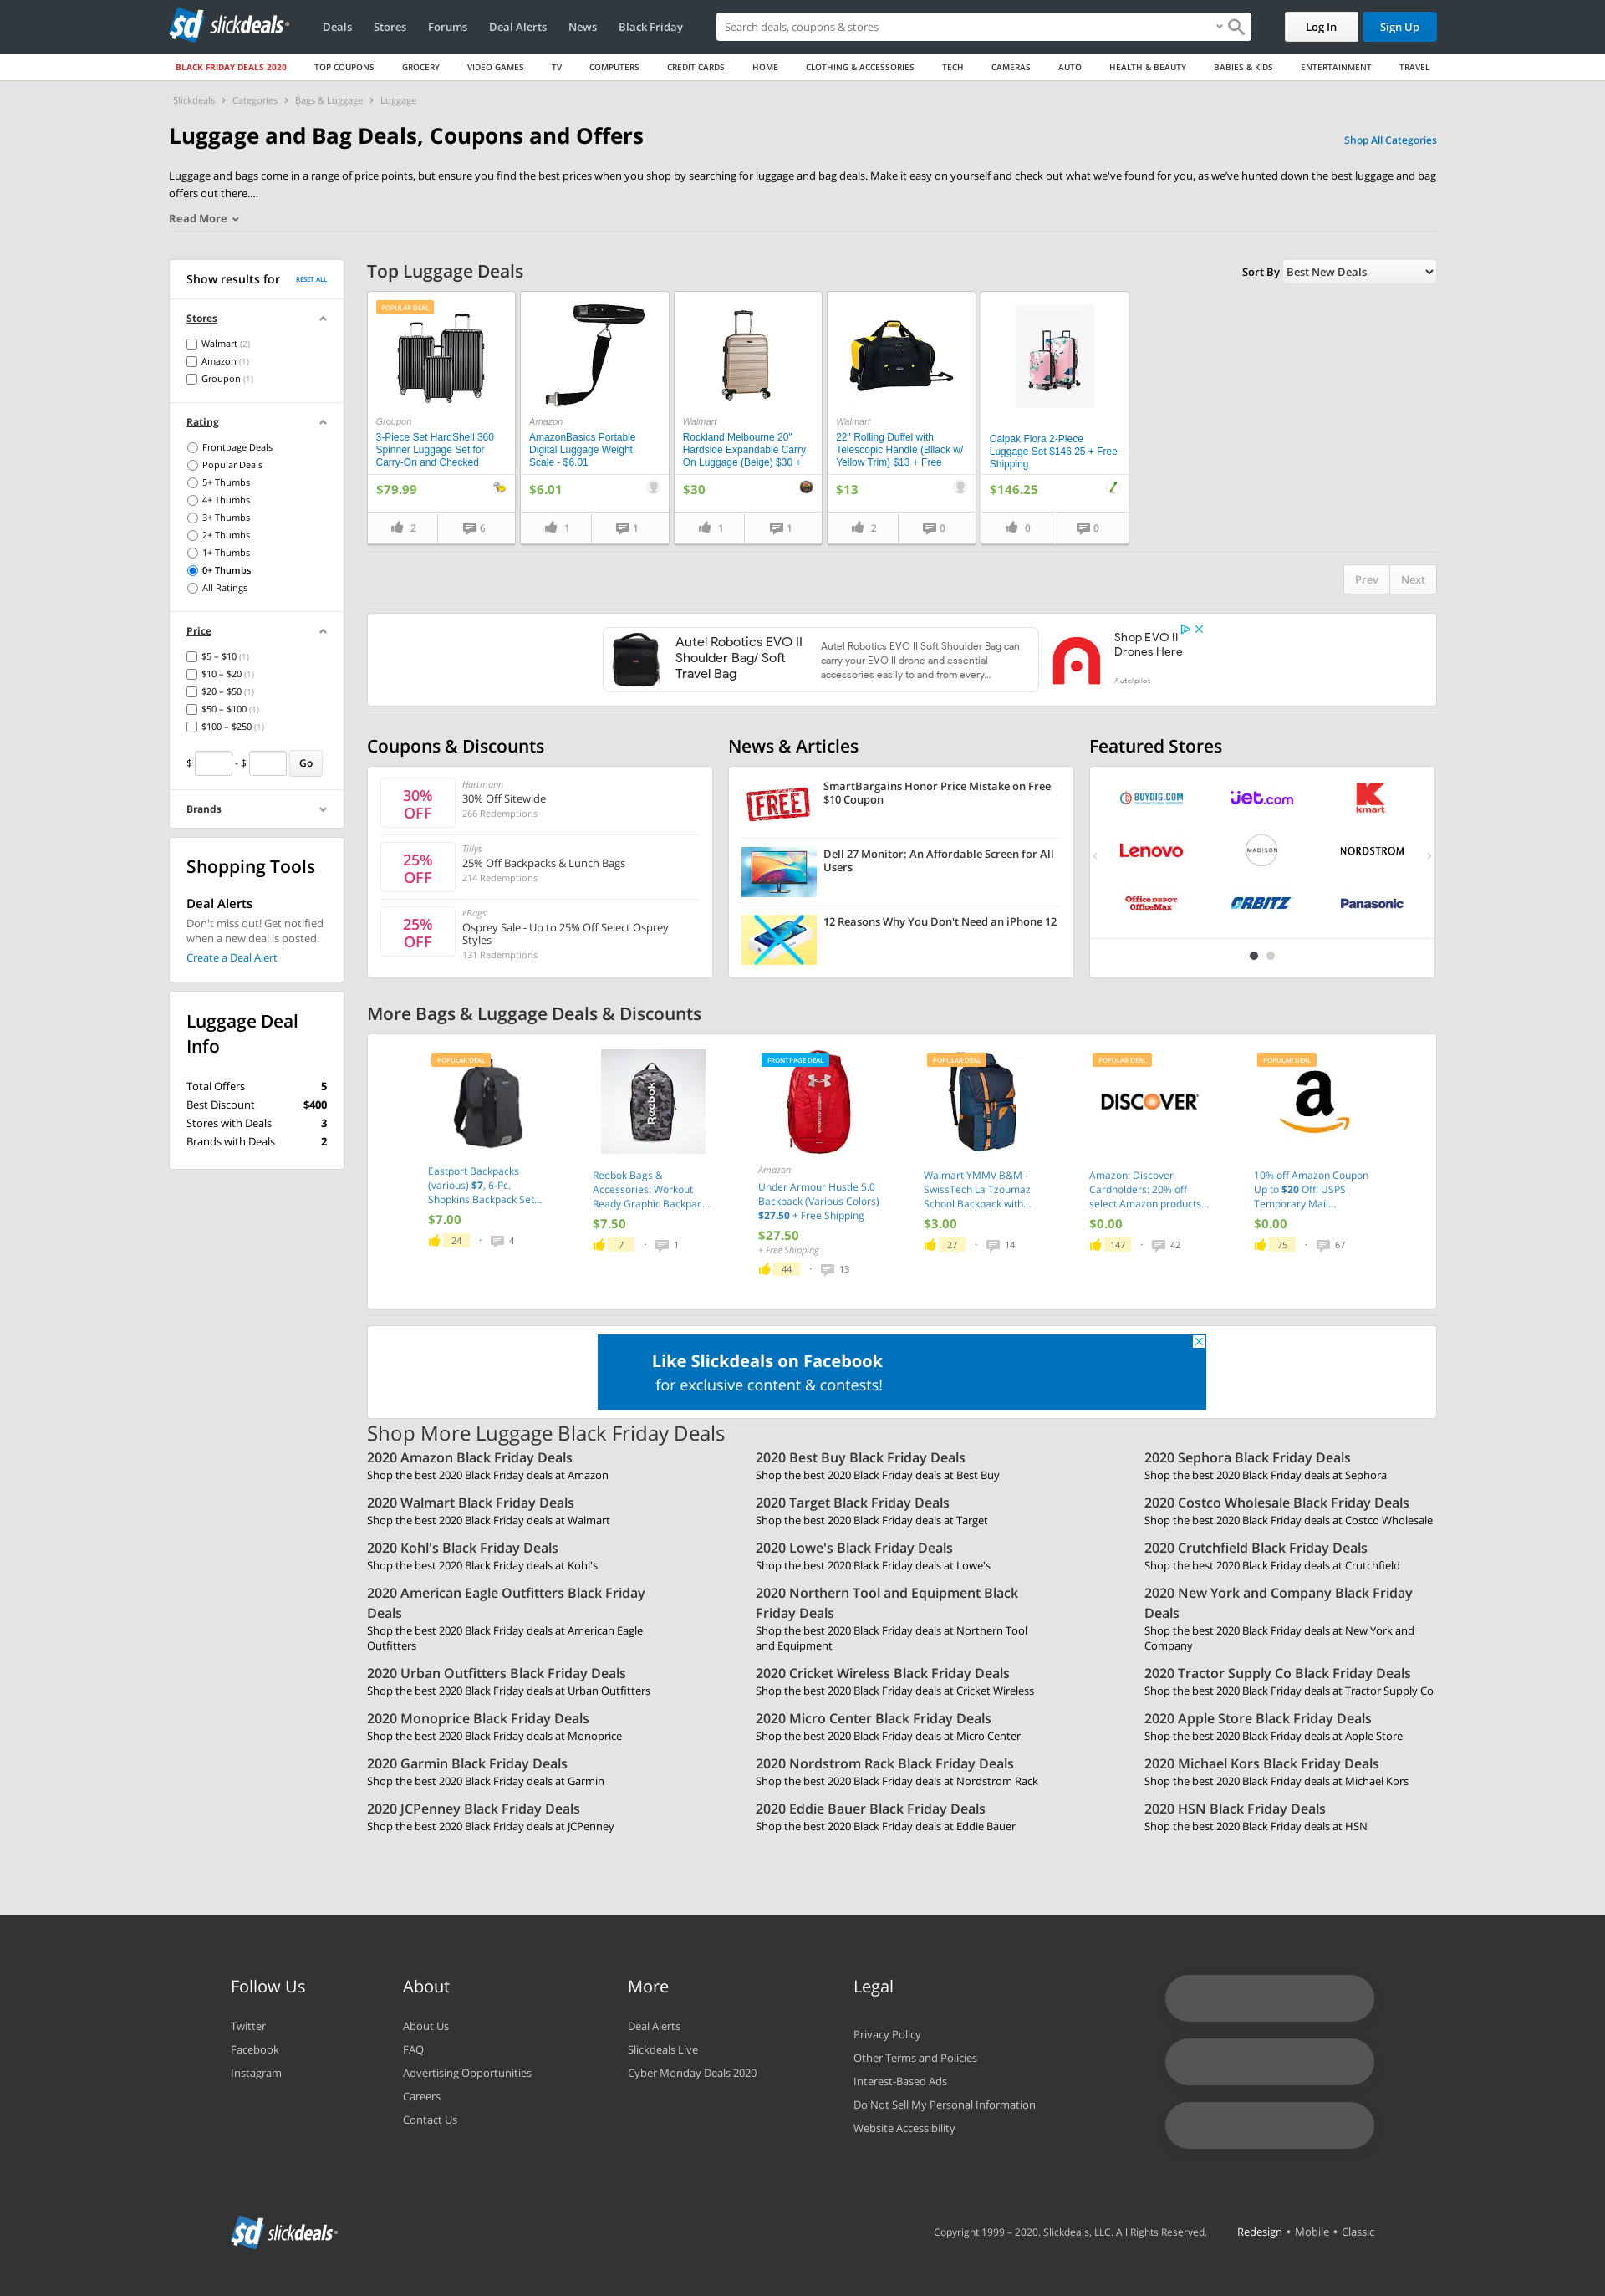 sd slickdeals
Deals Stores Forums Deal Alerts News Black Friday
Search deals, coupons & stores
Log In Sign Up
BLACK FRIDAY DEALS 2020 TOP COUPONS GROCERY VIDEO GAMES TV COMPUTERS CREDIT CARDS HOME CLOTHING & ACCESSORIES TECH CAMERAS AUTO HEALTH & BEAUTY BABIES & KIDS ENTERTAINMENT TRAVEL
Slickdeals › Categories › Bags & Luggage › Luggage
Luggage and Bag Deals, Coupons and Offers
Shop All Categories
Luggage and bags come in a range of price points, but ensure you find the best prices when you shop by searching for luggage and bag deals. Make it easy on yourself and check out what we've found for you, as we've hunted down the best luggage and bag
offers out there....
Read More
Show results for RESET ALL
Stores
Walmart (2)
Amazon (1)
Groupon (1)
Rating
Frontpage Deals
Popular Deals
5+ Thumbs
4+ Thumbs
3+ Thumbs
2+ Thumbs
1+ Thumbs
0+ Thumbs
All Ratings
Price
$5 – $10 (1)
$10 – $20 (1)
$20 – $50 (1)
$50 – $100 (1)
$100 – $250 (1)
$ - $ Go
Brands
Shopping Tools
Deal Alerts
Don't miss out! Get notified
when a new deal is posted.
Create a Deal Alert
Luggage Deal
Info
Total Offers 5
Best Discount $400
Stores with Deals 3
Brands with Deals 2
Top Luggage Deals
Sort By Best New Deals
POPULAR DEAL
Groupon
3-Piece Set HardShell 360
Spinner Luggage Set for
Carry-On and Checked
$79.99
2 6
Amazon
AmazonBasics Portable
Digital Luggage Weight
Scale - $6.01
$6.01
1 1
Walmart
Rockland Melbourne 20"
Hardside Expandable Carry
On Luggage (Beige) $30 +
$30
1 1
Walmart
22" Rolling Duffel with
Telescopic Handle (Bllack w/
Yellow Trim) $13 + Free
$13
2 0
Calpak Flora 2-Piece
Luggage Set $146.25 + Free
Shipping
$146.25
0 0
Prev Next
Autel Robotics EVO II
Shoulder Bag/ Soft
Travel Bag
Autel Robotics EVO II Soft Shoulder Bag can
carry your EVO II drone and essential
accessories easily to and from every...
Shop EVO II
Drones Here
Autelpilot
Coupons & Discounts
30%
OFF
Hartmann
30% Off Sitewide
266 Redemptions
25%
OFF
Tillys
25% Off Backpacks & Lunch Bags
214 Redemptions
25%
OFF
eBags
Osprey Sale - Up to 25% Off Select Osprey
Styles
131 Redemptions
News & Articles
FREE
SmartBargains Honor Price Mistake on Free
$10 Coupon
Dell 27 Monitor: An Affordable Screen for All
Users
12 Reasons Why You Don't Need an iPhone 12
Featured Stores
BUYDIG.COM
Jet.com
K
kmart
Lenovo
MADISON
NORDSTROM
Office DEPOT
OfficeMax
ORBITZ
Panasonic
More Bags & Luggage Deals & Discounts
POPULAR DEAL
Eastport Backpacks
(various) $7, 6-Pc.
Shopkins Backpack Set...
$7.00
24 · 4
Reebok
Reebok Bags &
Accessories: Workout
Ready Graphic Backpac...
$7.50
7 · 1
FRONTPAGE DEAL
Amazon
Under Armour Hustle 5.0
Backpack (Various Colors)
$27.50 + Free Shipping
$27.50
+ Free Shipping
44 · 13
POPULAR DEAL
Walmart YMMV B&M -
SwissTech La Tzoumaz
School Backpack with...
$3.00
27 · 14
POPULAR DEAL
DISCOVER
Amazon: Discover
Cardholders: 20% off
select Amazon products...
$0.00
147 · 42
POPULAR DEAL
a
10% off Amazon Coupon
Up to $20 Off! USPS
Temporary Mail...
$0.00
75 · 67
Like Slickdeals on Facebook
for exclusive content & contests!
Shop More Luggage Black Friday Deals
2020 Amazon Black Friday Deals
Shop the best 2020 Black Friday deals at Amazon
2020 Best Buy Black Friday Deals
Shop the best 2020 Black Friday deals at Best Buy
2020 Sephora Black Friday Deals
Shop the best 2020 Black Friday deals at Sephora
2020 Walmart Black Friday Deals
Shop the best 2020 Black Friday deals at Walmart
2020 Target Black Friday Deals
Shop the best 2020 Black Friday deals at Target
2020 Costco Wholesale Black Friday Deals
Shop the best 2020 Black Friday deals at Costco Wholesale
2020 Kohl's Black Friday Deals
Shop the best 2020 Black Friday deals at Kohl's
2020 Lowe's Black Friday Deals
Shop the best 2020 Black Friday deals at Lowe's
2020 Crutchfield Black Friday Deals
Shop the best 2020 Black Friday deals at Crutchfield
2020 American Eagle Outfitters Black Friday
Deals
Shop the best 2020 Black Friday deals at American Eagle
Outfitters
2020 Northern Tool and Equipment Black
Friday Deals
Shop the best 2020 Black Friday deals at Northern Tool
and Equipment
2020 New York and Company Black Friday
Deals
Shop the best 2020 Black Friday deals at New York and
Company
2020 Urban Outfitters Black Friday Deals
Shop the best 2020 Black Friday deals at Urban Outfitters
2020 Cricket Wireless Black Friday Deals
Shop the best 2020 Black Friday deals at Cricket Wireless
2020 Tractor Supply Co Black Friday Deals
Shop the best 2020 Black Friday deals at Tractor Supply Co
2020 Monoprice Black Friday Deals
Shop the best 2020 Black Friday deals at Monoprice
2020 Micro Center Black Friday Deals
Shop the best 2020 Black Friday deals at Micro Center
2020 Apple Store Black Friday Deals
Shop the best 2020 Black Friday deals at Apple Store
2020 Garmin Black Friday Deals
Shop the best 2020 Black Friday deals at Garmin
2020 Nordstrom Rack Black Friday Deals
Shop the best 2020 Black Friday deals at Nordstrom Rack
2020 Michael Kors Black Friday Deals
Shop the best 2020 Black Friday deals at Michael Kors
2020 JCPenney Black Friday Deals
Shop the best 2020 Black Friday deals at JCPenney
2020 Eddie Bauer Black Friday Deals
Shop the best 2020 Black Friday deals at Eddie Bauer
2020 HSN Black Friday Deals
Shop the best 2020 Black Friday deals at HSN
Follow Us
Twitter
Facebook
Instagram
About
About Us
FAQ
Advertising Opportunities
Careers
Contact Us
More
Deal Alerts
Slickdeals Live
Cyber Monday Deals 2020
Legal
Privacy Policy
Other Terms and Policies
Interest-Based Ads
Do Not Sell My Personal Information
Website Accessibility
sd slickdeals
Copyright 1999 – 2020. Slickdeals, LLC. All Rights Reserved. Redesign • Mobile • Classic